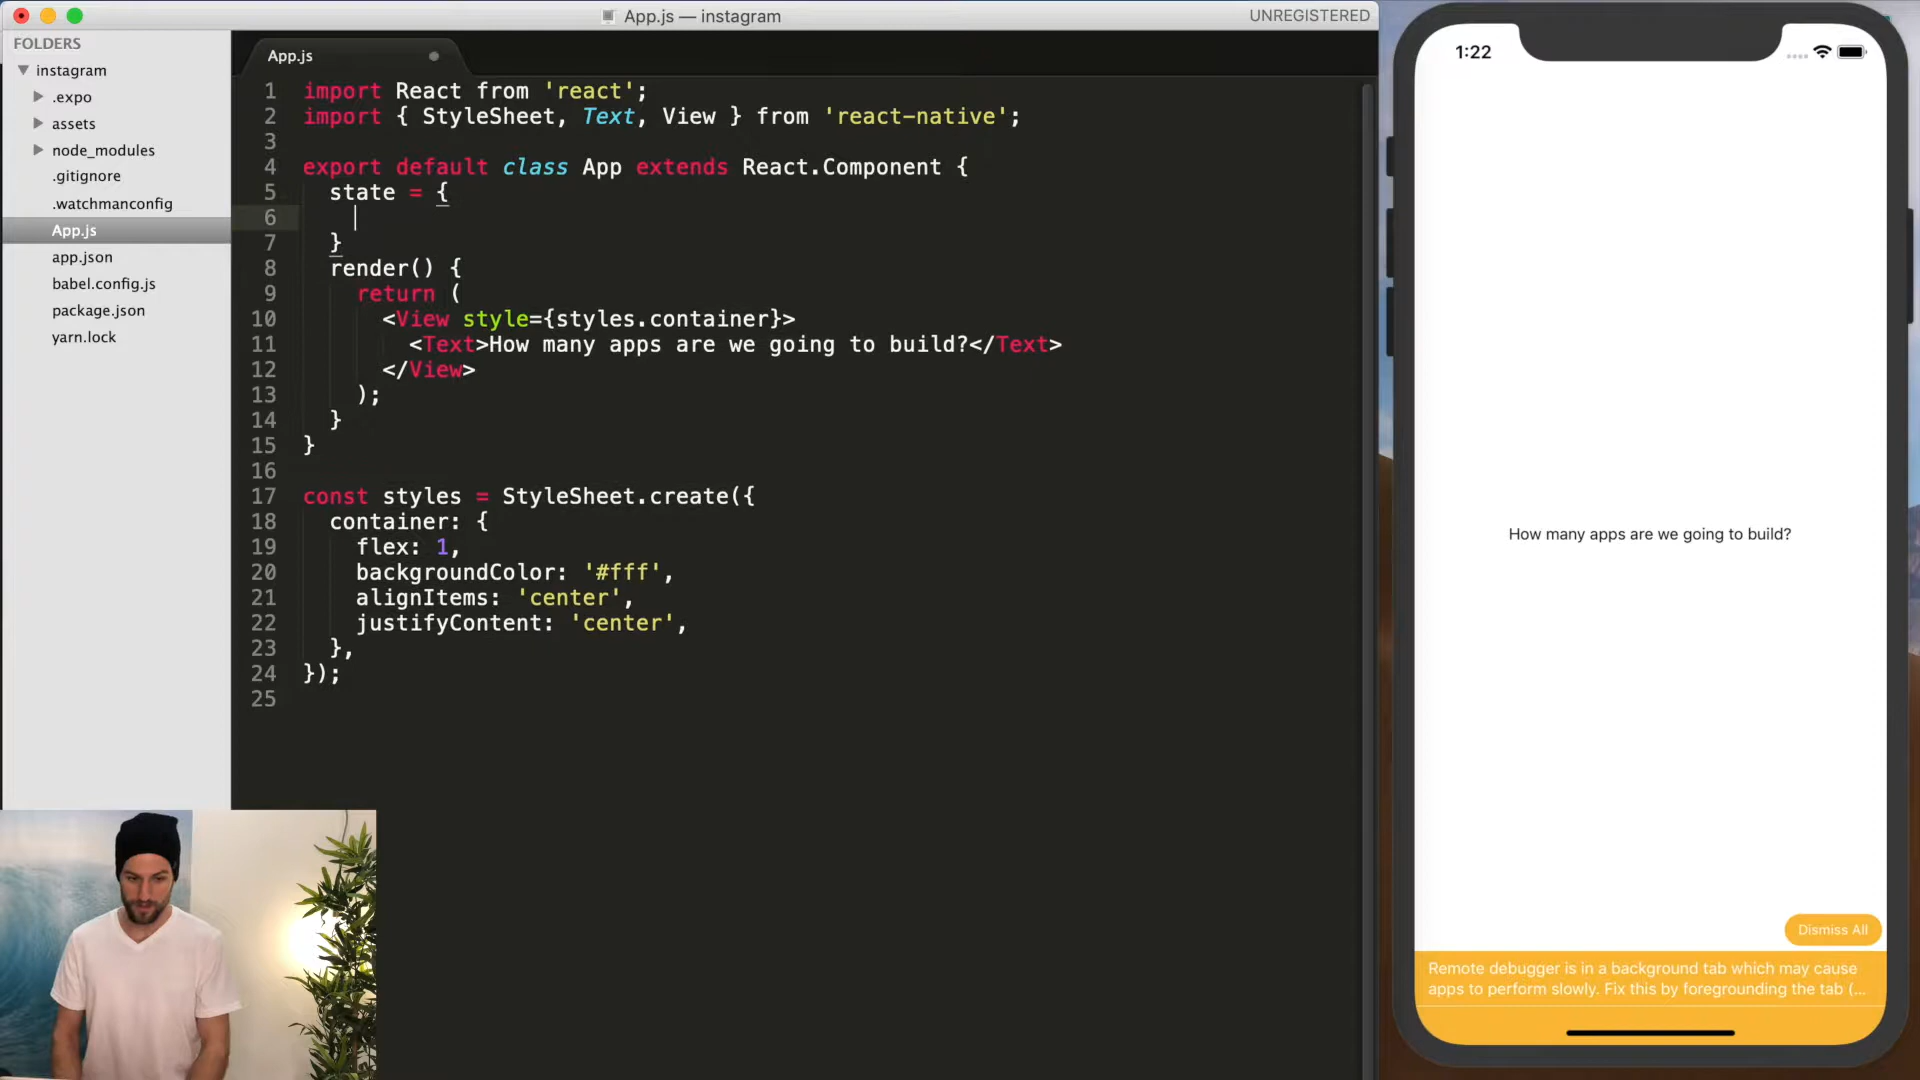 App.js — instagram
UNREGISTERED
FOLDERS
instagram
.expo
assets
node_modules
.gitignore
.watchmanconfig
App.js
app.json
babel.config.js
package.json
yarn.lock
App.js
1 import React from 'react';
2 import { StyleSheet, Text, View } from 'react-native';
3
4 export default class App extends React.Component {
5 state = {
6
7 }
8 render() {
9 return (
10 <View style={styles.container}>
11 <Text>How many apps are we going to build?</Text>
12 </View>
13 );
14 }
15 }
16
17 const styles = StyleSheet.create({
18 container: {
19 flex: 1,
20 backgroundColor: '#fff',
21 alignItems: 'center',
22 justifyContent: 'center',
23 },
24 });
25
1:22
How many apps are we going to build?
Dismiss All
Remote debugger is in a background tab which may cause
apps to perform slowly. Fix this by foregrounding the tab (...